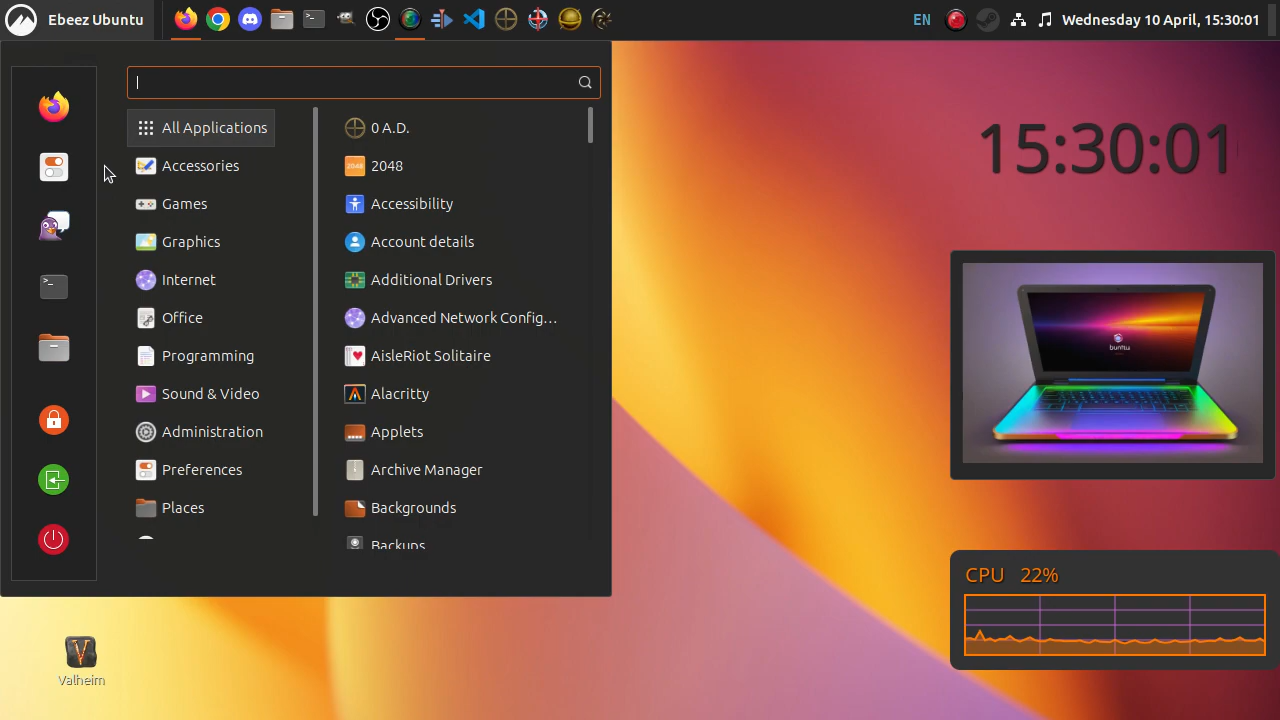 Ebeez Ubuntu
EN
Wednesday 10 April, 15:30:01
All Applications
Accessories
Games
Graphics
Internet
Office
Programming
Sound & Video
Administration
Preferences
Places
0 A.D.
2048
2048
Accessibility
Account details
Additional Drivers
Advanced Network Config…
AisleRiot Solitaire
Alacritty
Applets
Archive Manager
Backgrounds
Backups
15:30:01
bunttu
CPU 22%
Valheim